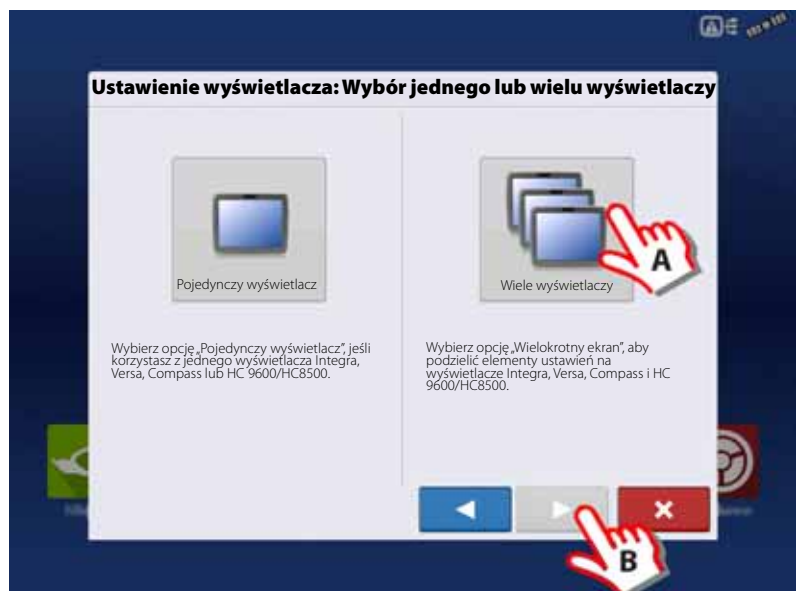 Ustawienie wyświetlacza: Wybór jednego lub wielu wyświetlaczy
Pojedynczy wyświetlacz
Wybierz opcję „Pojedynczy wyświetlacz”, jeśli
korzystasz z jednego wyświetlacza Integra,
Versa, Compass lub HC 9600/HC8500.
Wiele wyświetlaczy
Wybierz opcję „Wielokrotny ekran”, aby
podzielić elementy ustawień na
wyświetlacze Integra, Versa, Compass i HC
9600/HC8500.
A
B